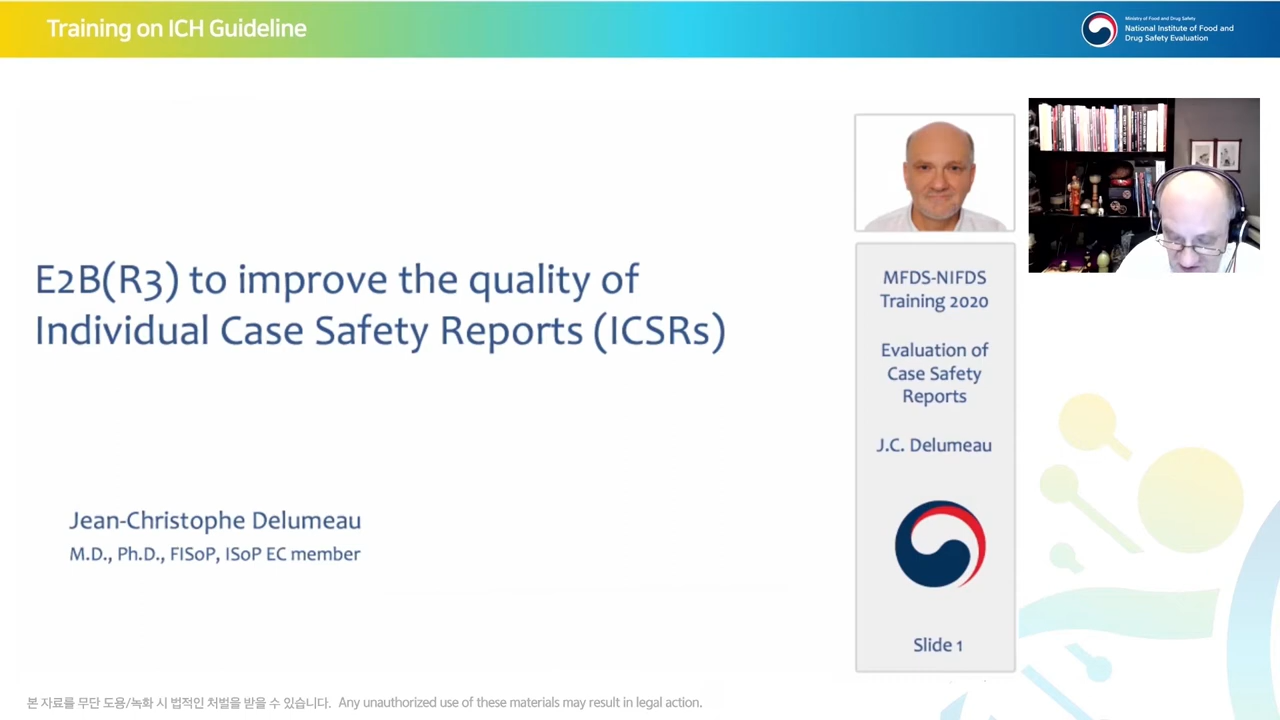 Training on ICH Guideline
Ministry of Food and Drug Safety
National Institute of Food and
Drug Safety Evaluation
E2B(R3) to improve the quality of
Individual Case Safety Reports (ICSRs)
Jean-Christophe Delumeau
M.D., Ph.D., FISoP, ISoP EC member
MFDS-NIFDS
Training 2020
Evaluation of
Case Safety
Reports
J.C. Delumeau
Slide 1
본 자료를 무단 도용/녹화 시 법적인 처벌을 받을 수 있습니다. Any unauthorized use of these materials may result in legal action.